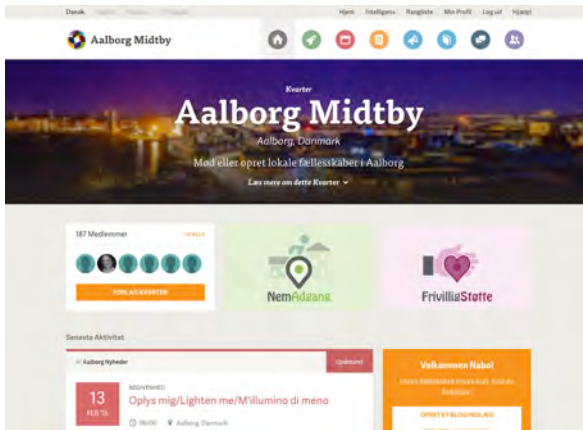 Dansk
Hjem Intelligens Rangliste Min Profil Log ud Hjælp!
Aalborg Midtby
Kvarter
Aalborg Midtby
Aalborg, Danmark
Mød eller opret lokale fællesskaber i Aalborg
Læs mere om dette Kvarter
187 Medlemmer
SE ALLE
FORLAD KVARTER
NemAdgang
FrivilligStøtte
Seneste Aktivitet
Aalborg Nyheder
13
FEB '15
BEGIVENHED
Oplys mig/Lighten me/M'illumino di meno
18:00 Aalborg, Danmark
Velkommen Nabo!
OPRET ET BLOG INDLÆG